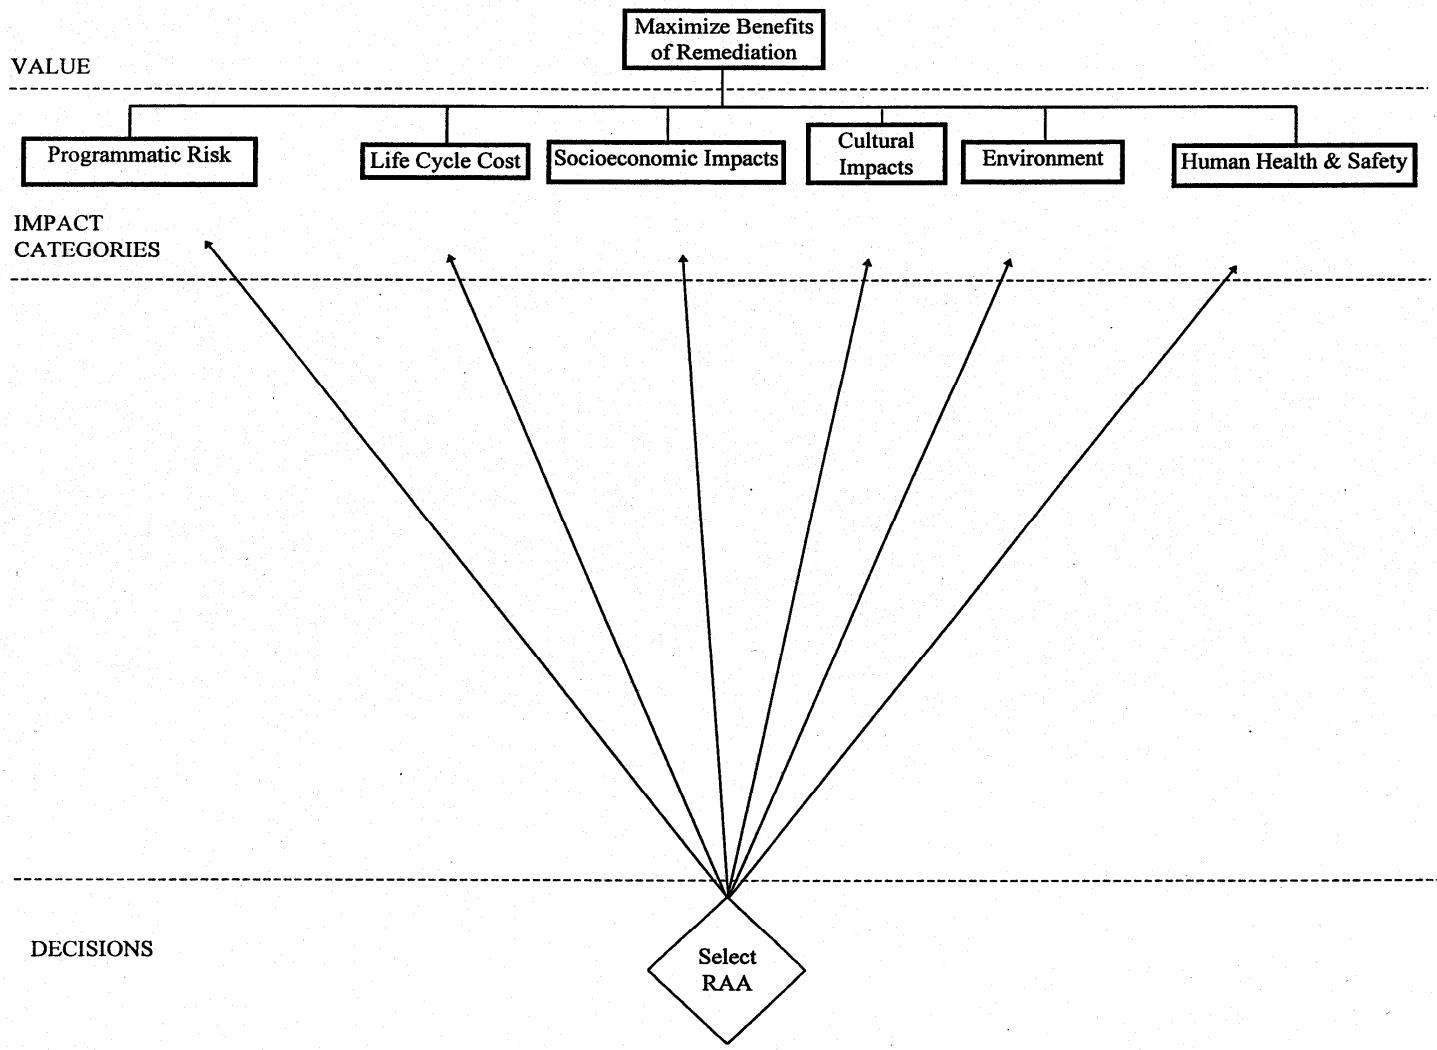 Maximize Benefits
of Remediation
VALUE
Programmatic Risk
Life Cycle Cost
Socioeconomic Impacts
Cultural
Impacts
Environment
Human Health & Safety
IMPACT
CATEGORIES
DECISIONS
Select
RAA